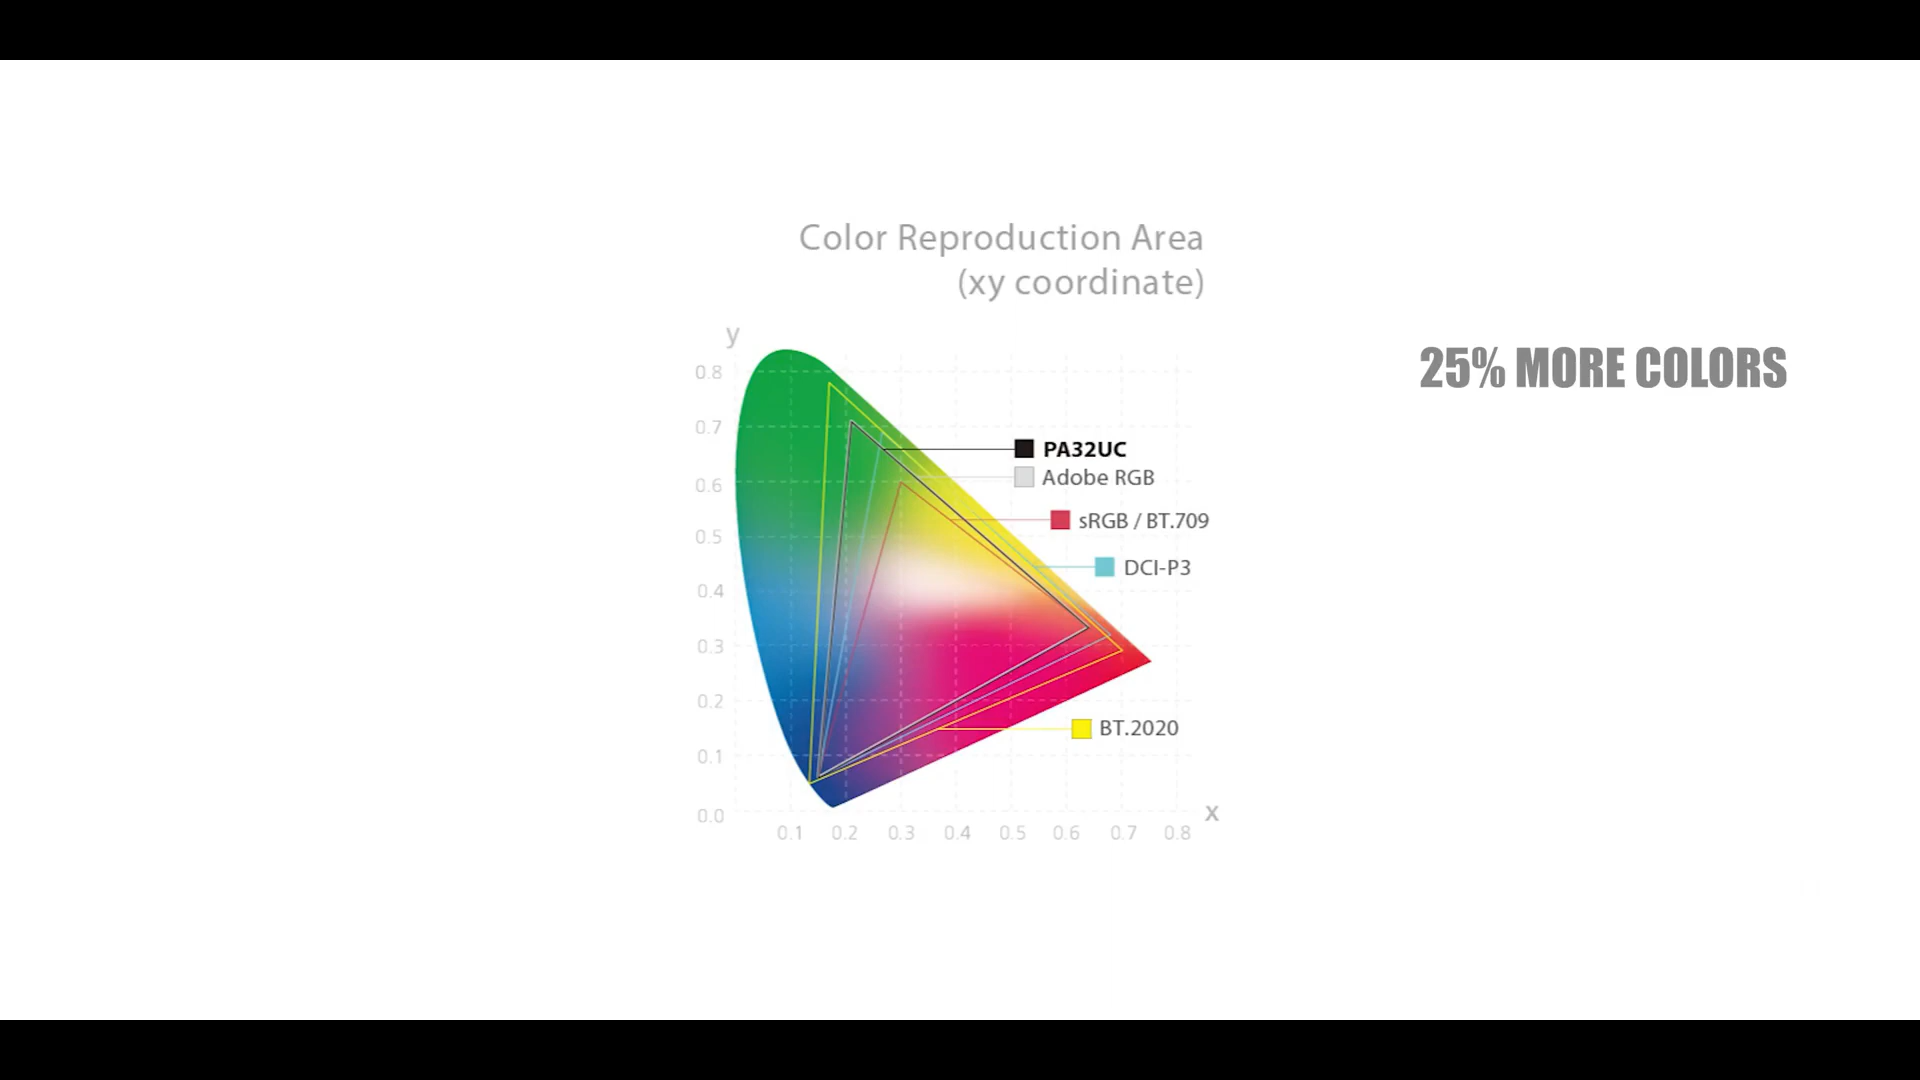 Color Reproduction Area
(xy coordinate)
y
25% MORE COLORS
0.8
0.7
PA32UC
Adobe RGB
0.6
sRGB / BT.709
0.5
DCI-P3
0.4
0.3
0.2
BT.2020
0.1
0.0
x
0.1 0.2 0.3 0.4 0.5 0.6 0.7 0.8